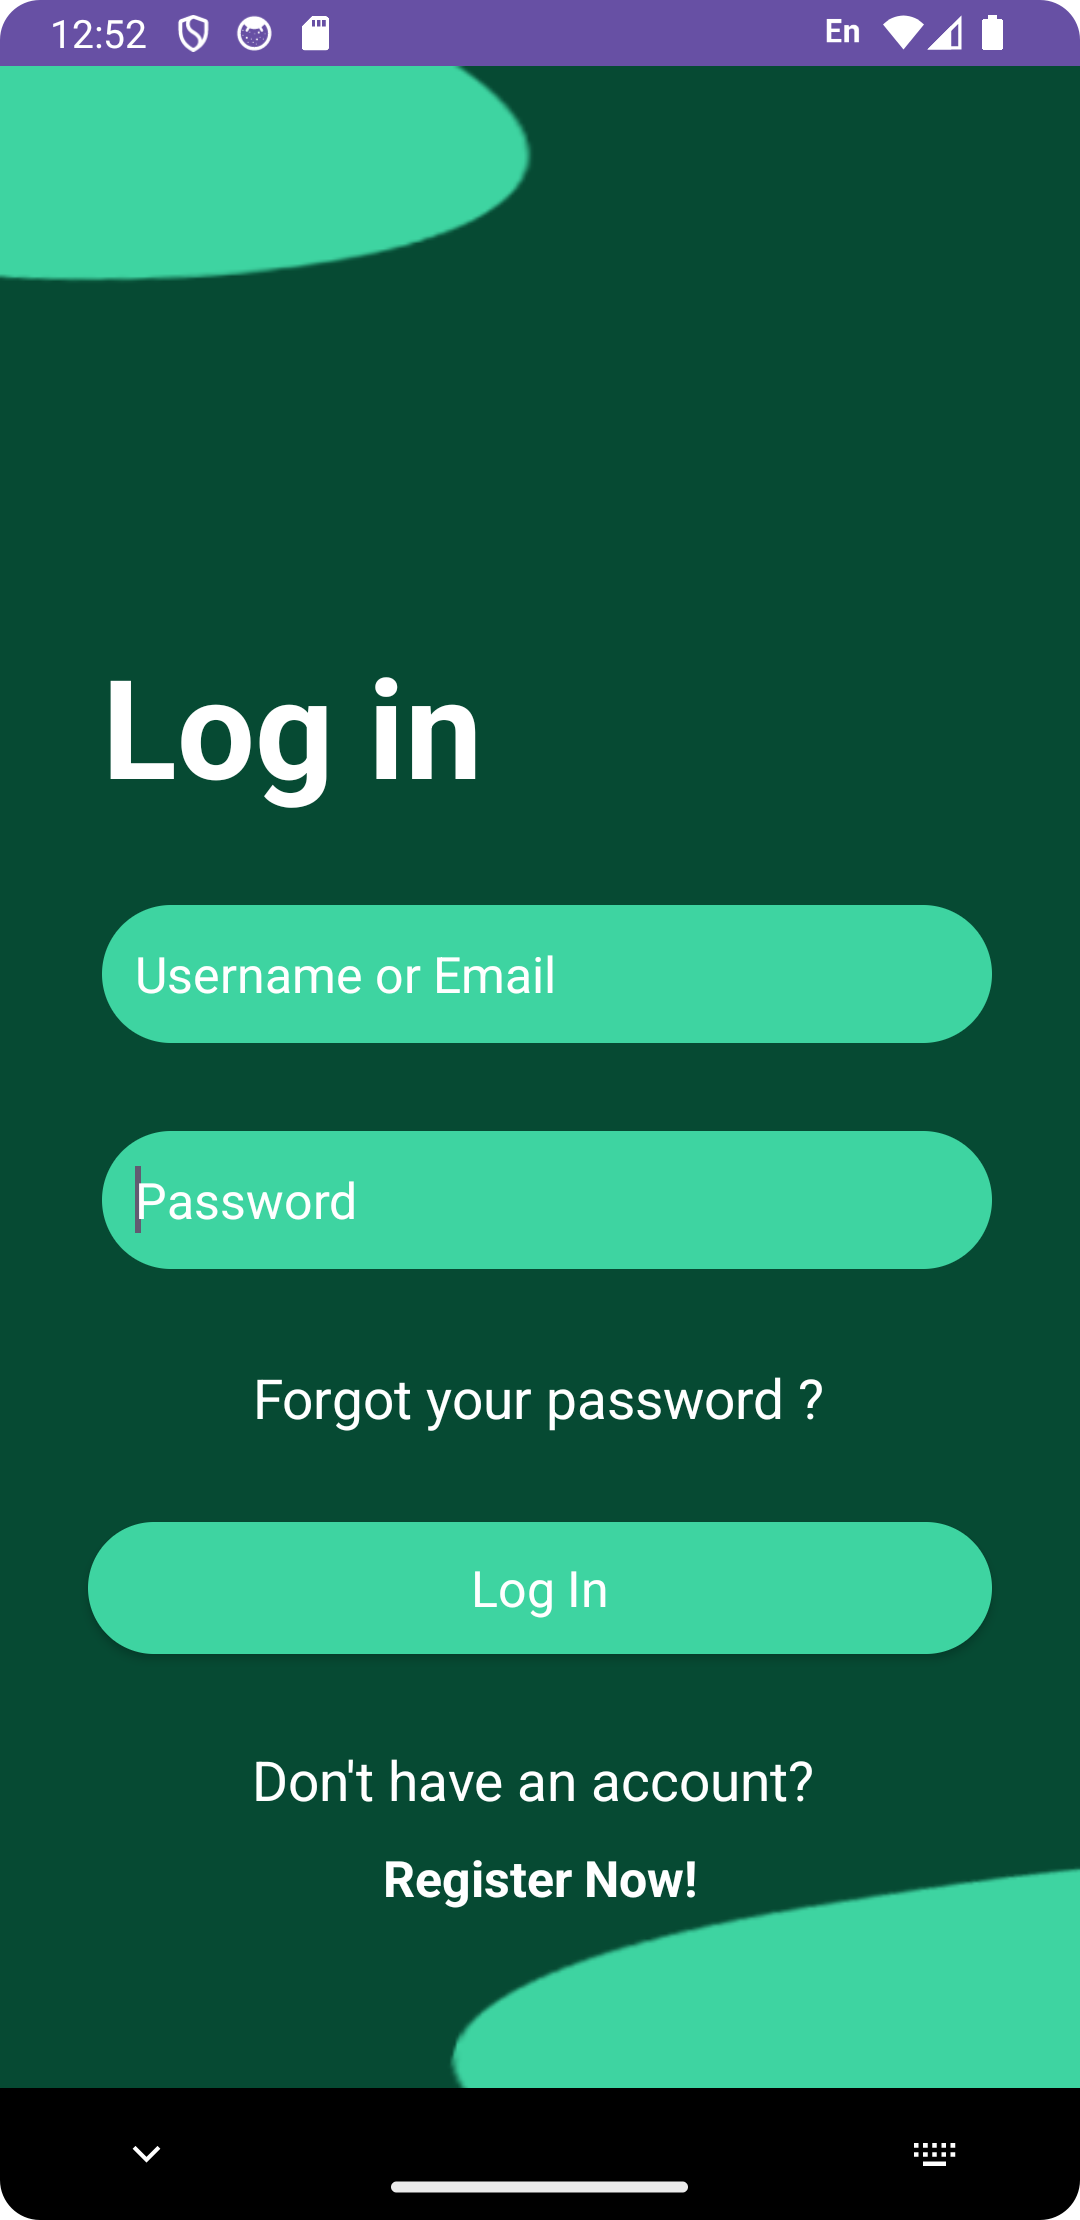 12:52 En
Log in
Username or Email
Password
Forgot your password ?
Log In
Don't have an account?
Register Now!